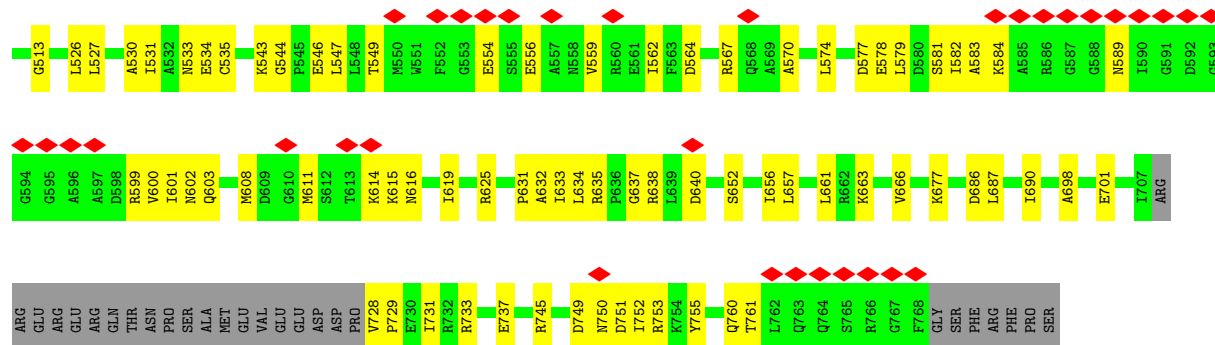 G513 L526 L527 A530 I531 A532 N533 E534 C535 K543 G544 P545 E546 L547 L548 T549 M550 W551 F552 G553 E554 S555 E556 A557 N558 V559 R560 E561 I562 F563 D564 R567 Q568 A569 A570 L574 D577 E578 L579 D580 S581 I582 A583 K584 A585 R586 G587 G588 N589 I590 G591 D592 G593
G594 G595 A596 A597 D598 R599 V600 I601 N602 Q603 M608 D609 G610 M611 S612 T613 K614 K615 N616 I619 R625 P631 A632 I633 L634 R635 P636 G637 R638 L639 D640 S652 I656 L657 L661 R662 K663 V666 K677 D686 L687 I690 A698 E701 I707 ARG
ARG GLU ARG GLU ARG GLN THR ASN PRO SER ALA MET GLU VAL GLU GLU ASP ASP PRO V728 P729 E730 I731 R732 R733 E737 R745 D749 N750 D751 I752 R753 K754 Y755 Q760 T761 L762 Q763 Q764 S765 R766 G767 F768 GLY SER PHE ARG PHE PRO SER